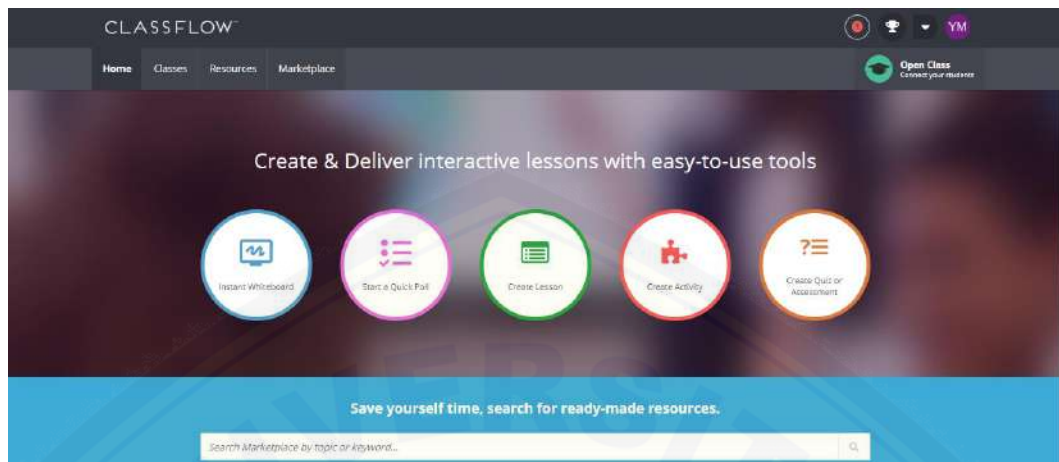 CLASSFLOW
YM
Home Classes Resources Marketplace
Open Class
Connect your students
Create & Deliver interactive lessons with easy-to-use tools
Instant Whiteboard
Start a Quick Poll
Create Lesson
Create Activity
?
Create Quiz or
Assessment
Save yourself time, search for ready-made resources.
Search Marketplace by topic or keyword...